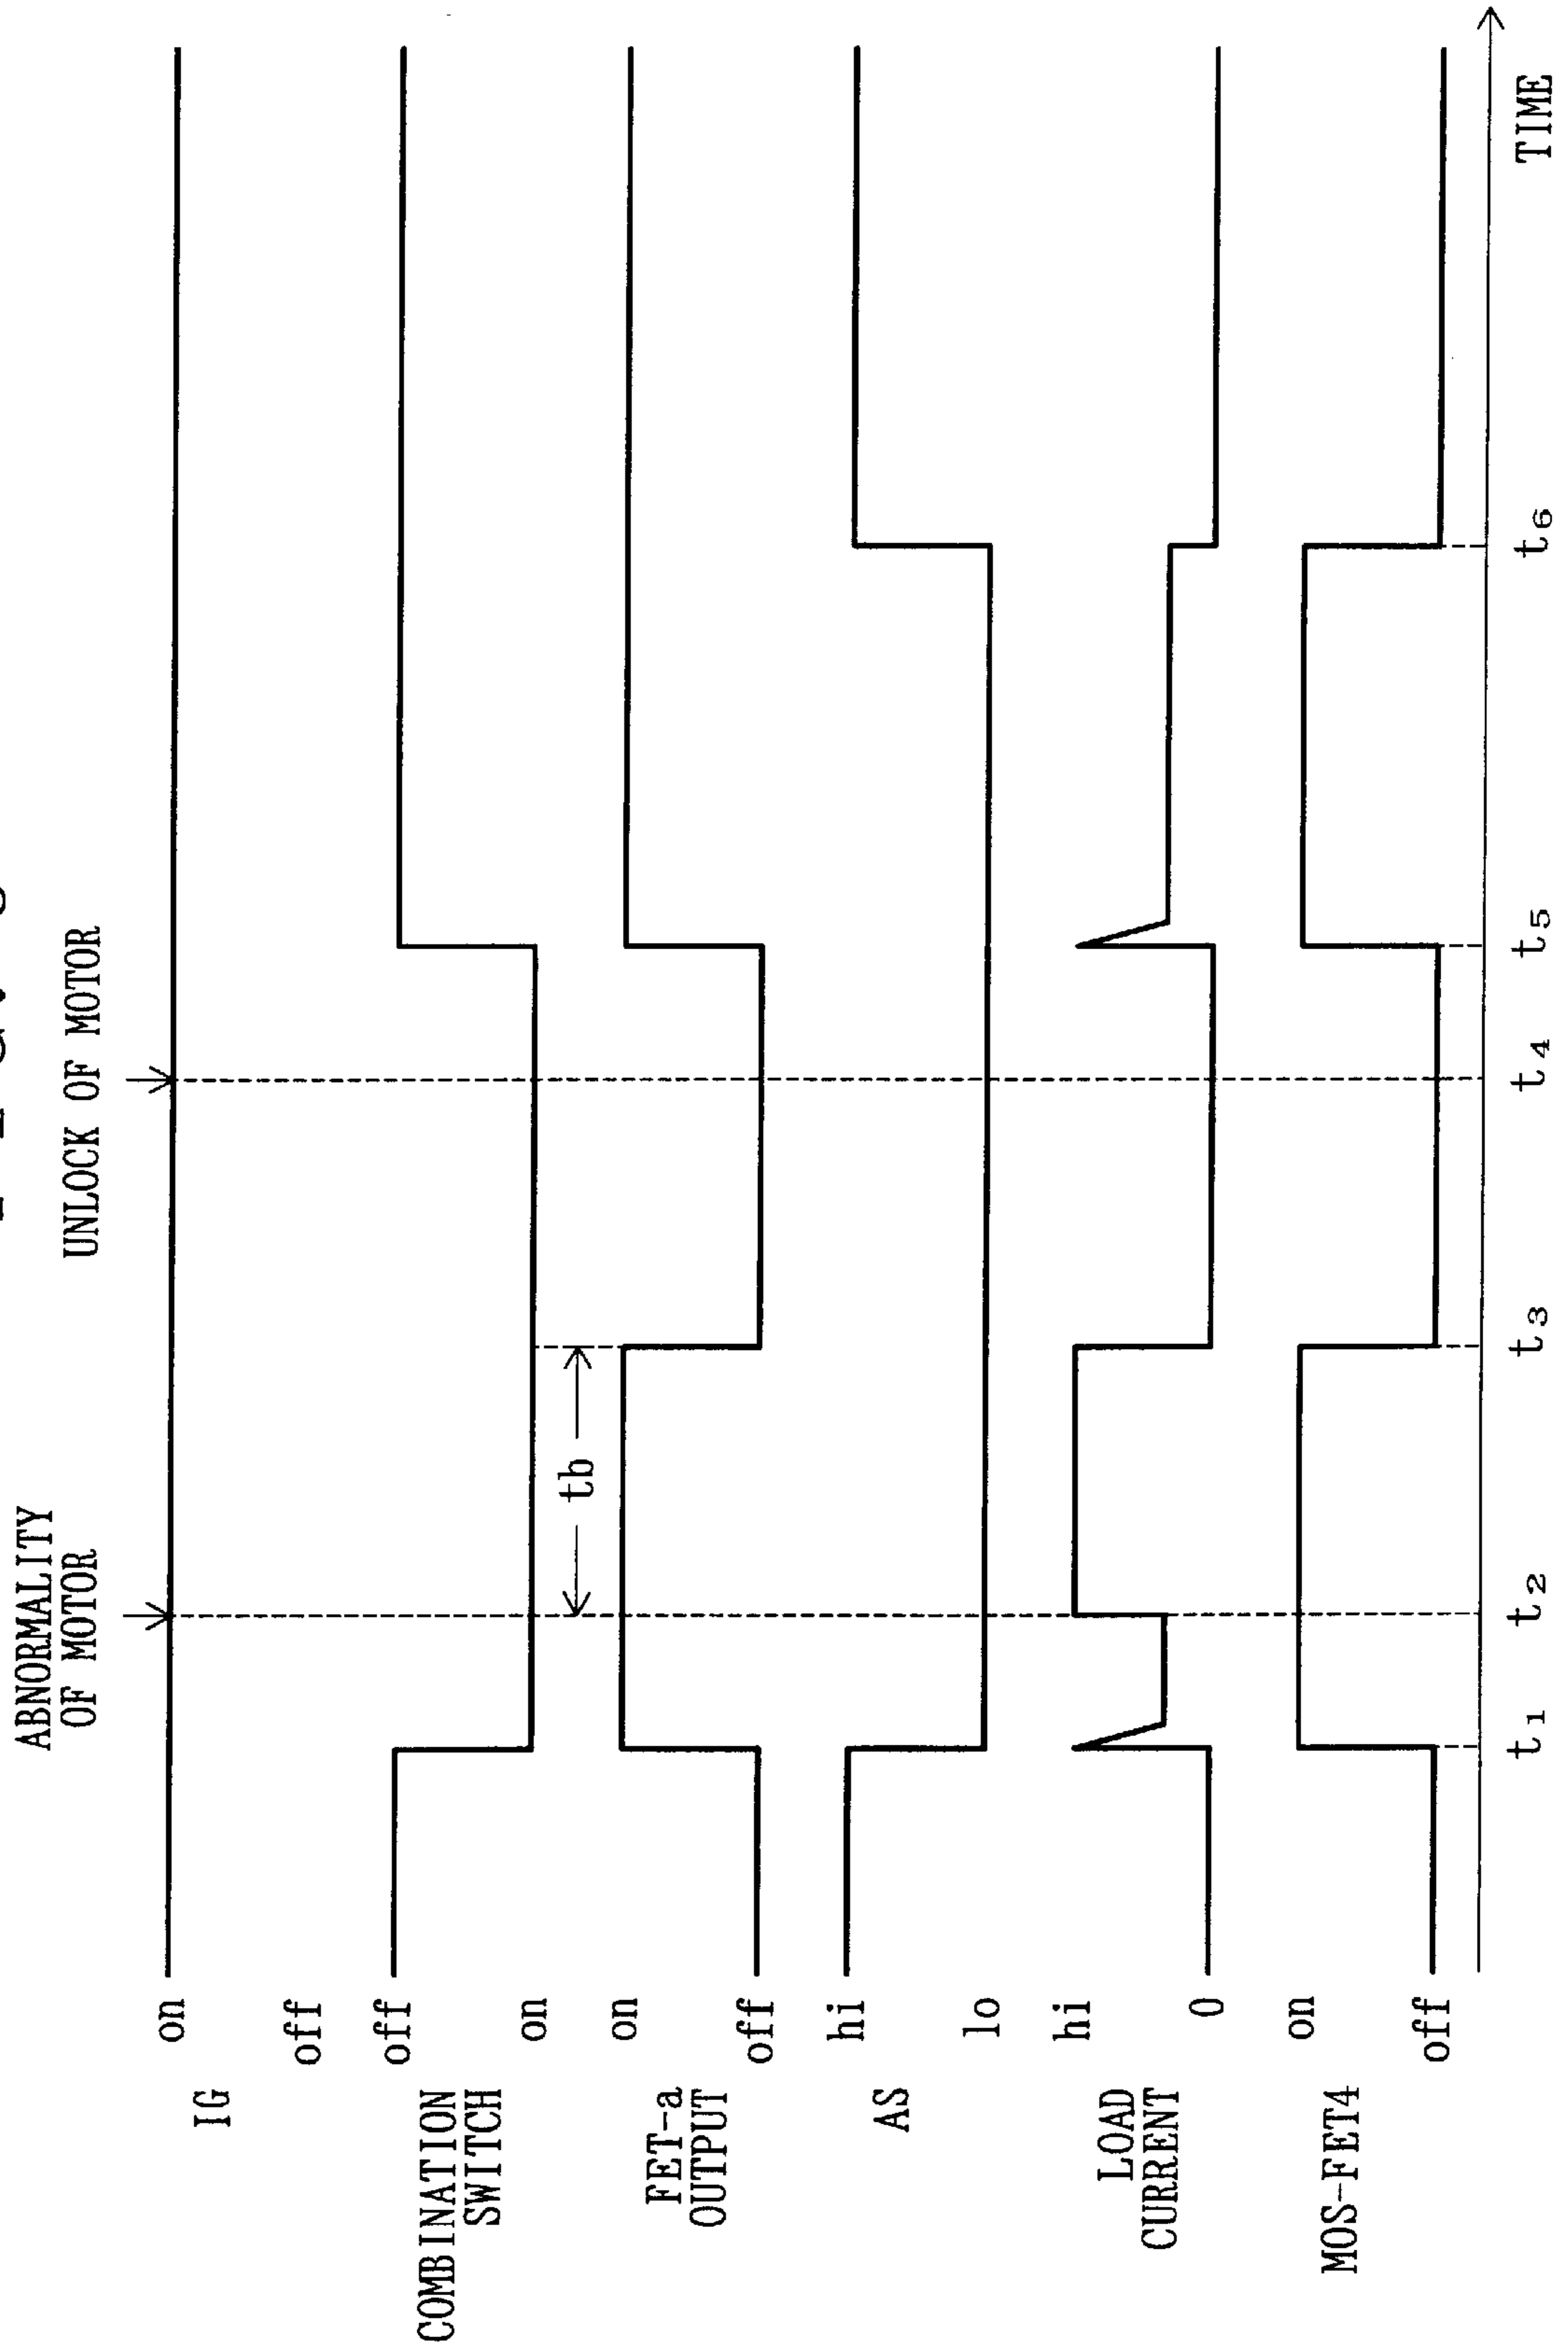 ABNORMALITY
OF MOTOR
UNLOCK OF MOTOR
IG
on
off
COMBINATION
SWITCH
off
on
tb
FET-a
OUTPUT
on
off
AS
hi
lo
LOAD
CURRENT
hi
0
MOS-FET4
on
off
t1
t2
t3
t4
t5
t6
TIME